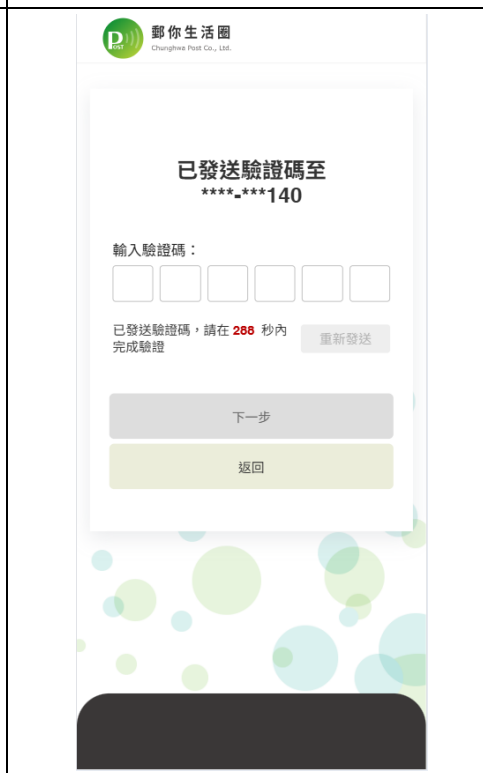 POST
郵你生活圈
Chunghwa Post Co., Ltd.
已發送驗證碼至
****-***140
輸入驗證碼：
已發送驗證碼，請在 288 秒內
完成驗證
重新發送
下一步
返回